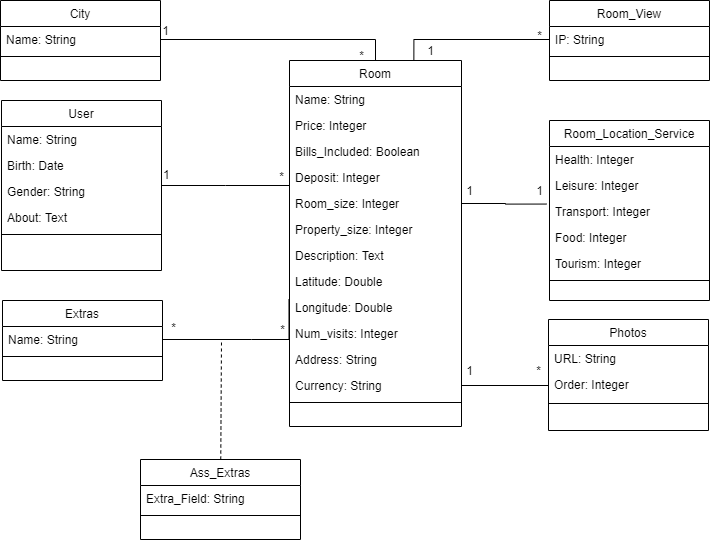 City
Name: String
1
*
Room_View
IP: String
1
*
User
Name: String
Birth: Date
Gender: String
About: Text
1
*
Room
Name: String
Price: Integer
Bills_Included: Boolean
Deposit: Integer
Room_size: Integer
Property_size: Integer
Description: Text
Latitude: Double
Longitude: Double
Num_visits: Integer
Address: String
Currency: String
Room_Location_Service
Health: Integer
Leisure: Integer
Transport: Integer
Food: Integer
Tourism: Integer
1
1
Extras
Name: String
*
*
Photos
URL: String
Order: Integer
1
*
Ass_Extras
Extra_Field: String